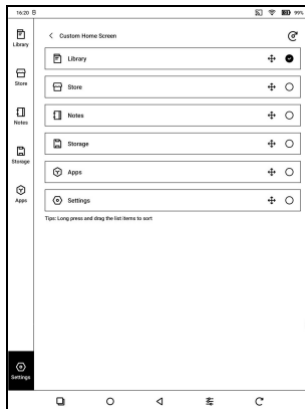 16:20
99%
Custom Home Screen
Library
Store
Notes
Storage
Apps
Settings
Library
Store
Notes
Storage
Apps
Settings
Tips: Long press and drag the list items to sort